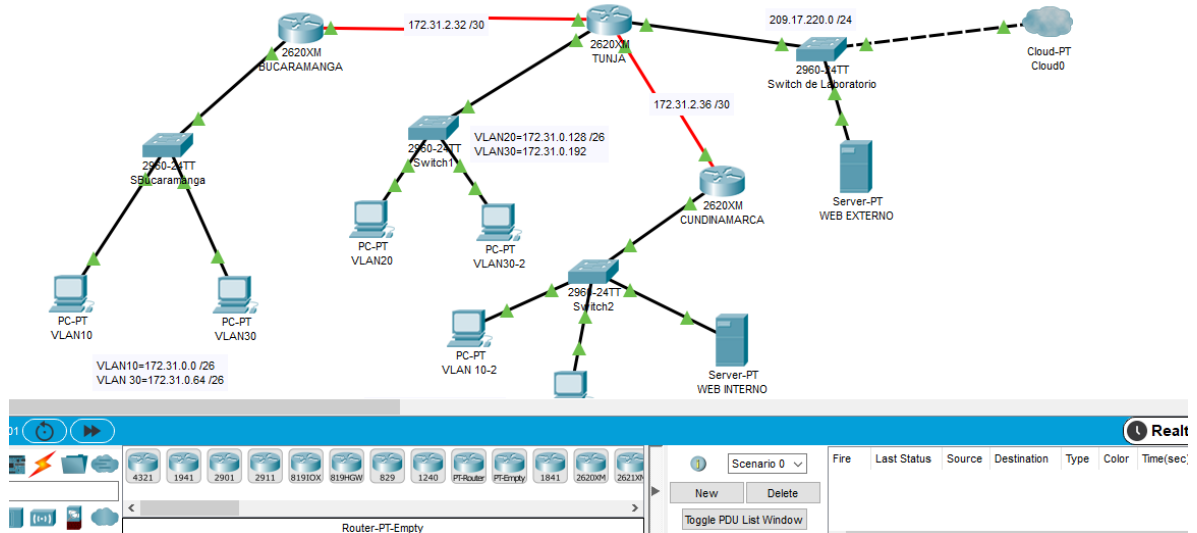 172.31.2.32 /30
209.17.220.0 /24
2620XM
BUCARAMANGA
2620XM
TUNJA
2960-24TT
Switch de Laboratorio
Cloud-PT
Cloud0
172.31.2.36 /30
VLAN20=172.31.0.128 /26
VLAN30=172.31.0.192
2960-24TT
SBucaramanga
2960-24TT
Switch1
2620XM
CUNDINAMARCA
Server-PT
WEB EXTERNO
PC-PT
VLAN20
PC-PT
VLAN30-2
2960-24TT
Switch2
PC-PT
VLAN10
PC-PT
VLAN30
PC-PT
VLAN 10-2
Server-PT
WEB INTERNO
VLAN10=172.31.0.0 /26
VLAN 30=172.31.0.64 /26
01
Realt
4321
1941
2901
2911
819IOX
819HGW
829
1240
PT-Router
PT-Empty
1841
2620XM
2621XM
Router-PT-Empty
Scenario 0
New
Delete
Toggle PDU List Window
Fire Last Status Source Destination Type Color Time(sec)